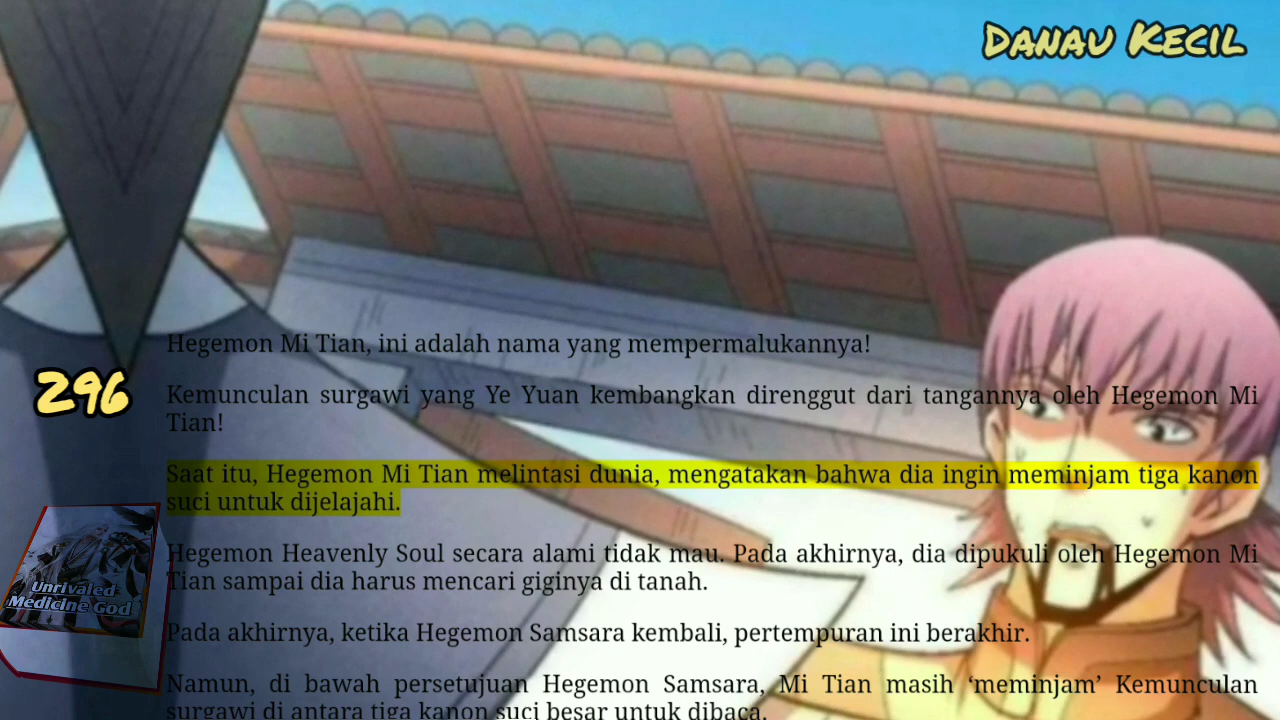 Danau Kecil
Hegemon Mi Tian, ini adalah nama yang mempermalukannya!
296
Kemunculan surgawi yang Ye Yuan kembangkan direnggut dari tangannya oleh Hegemon Mi
Tian!
Saat itu, Hegemon Mi Tian melintasi dunia, mengatakan bahwa dia ingin meminjam tiga kanon
suci untuk dijelajahi.
Hegemon Heavenly Soul secara alami tidak mau. Pada akhirnya, dia dipukuli oleh Hegemon Mi
Tian sampai dia harus mencari giginya di tanah.
Unrivaled
Medicine God
Pada akhirnya, ketika Hegemon Samsara kembali, pertempuran ini berakhir.
Namun, di bawah persetujuan Hegemon Samsara, Mi Tian masih ‘meminjam’ Kemunculan
surgawi di antara tiga kanon suci besar untuk dibaca.